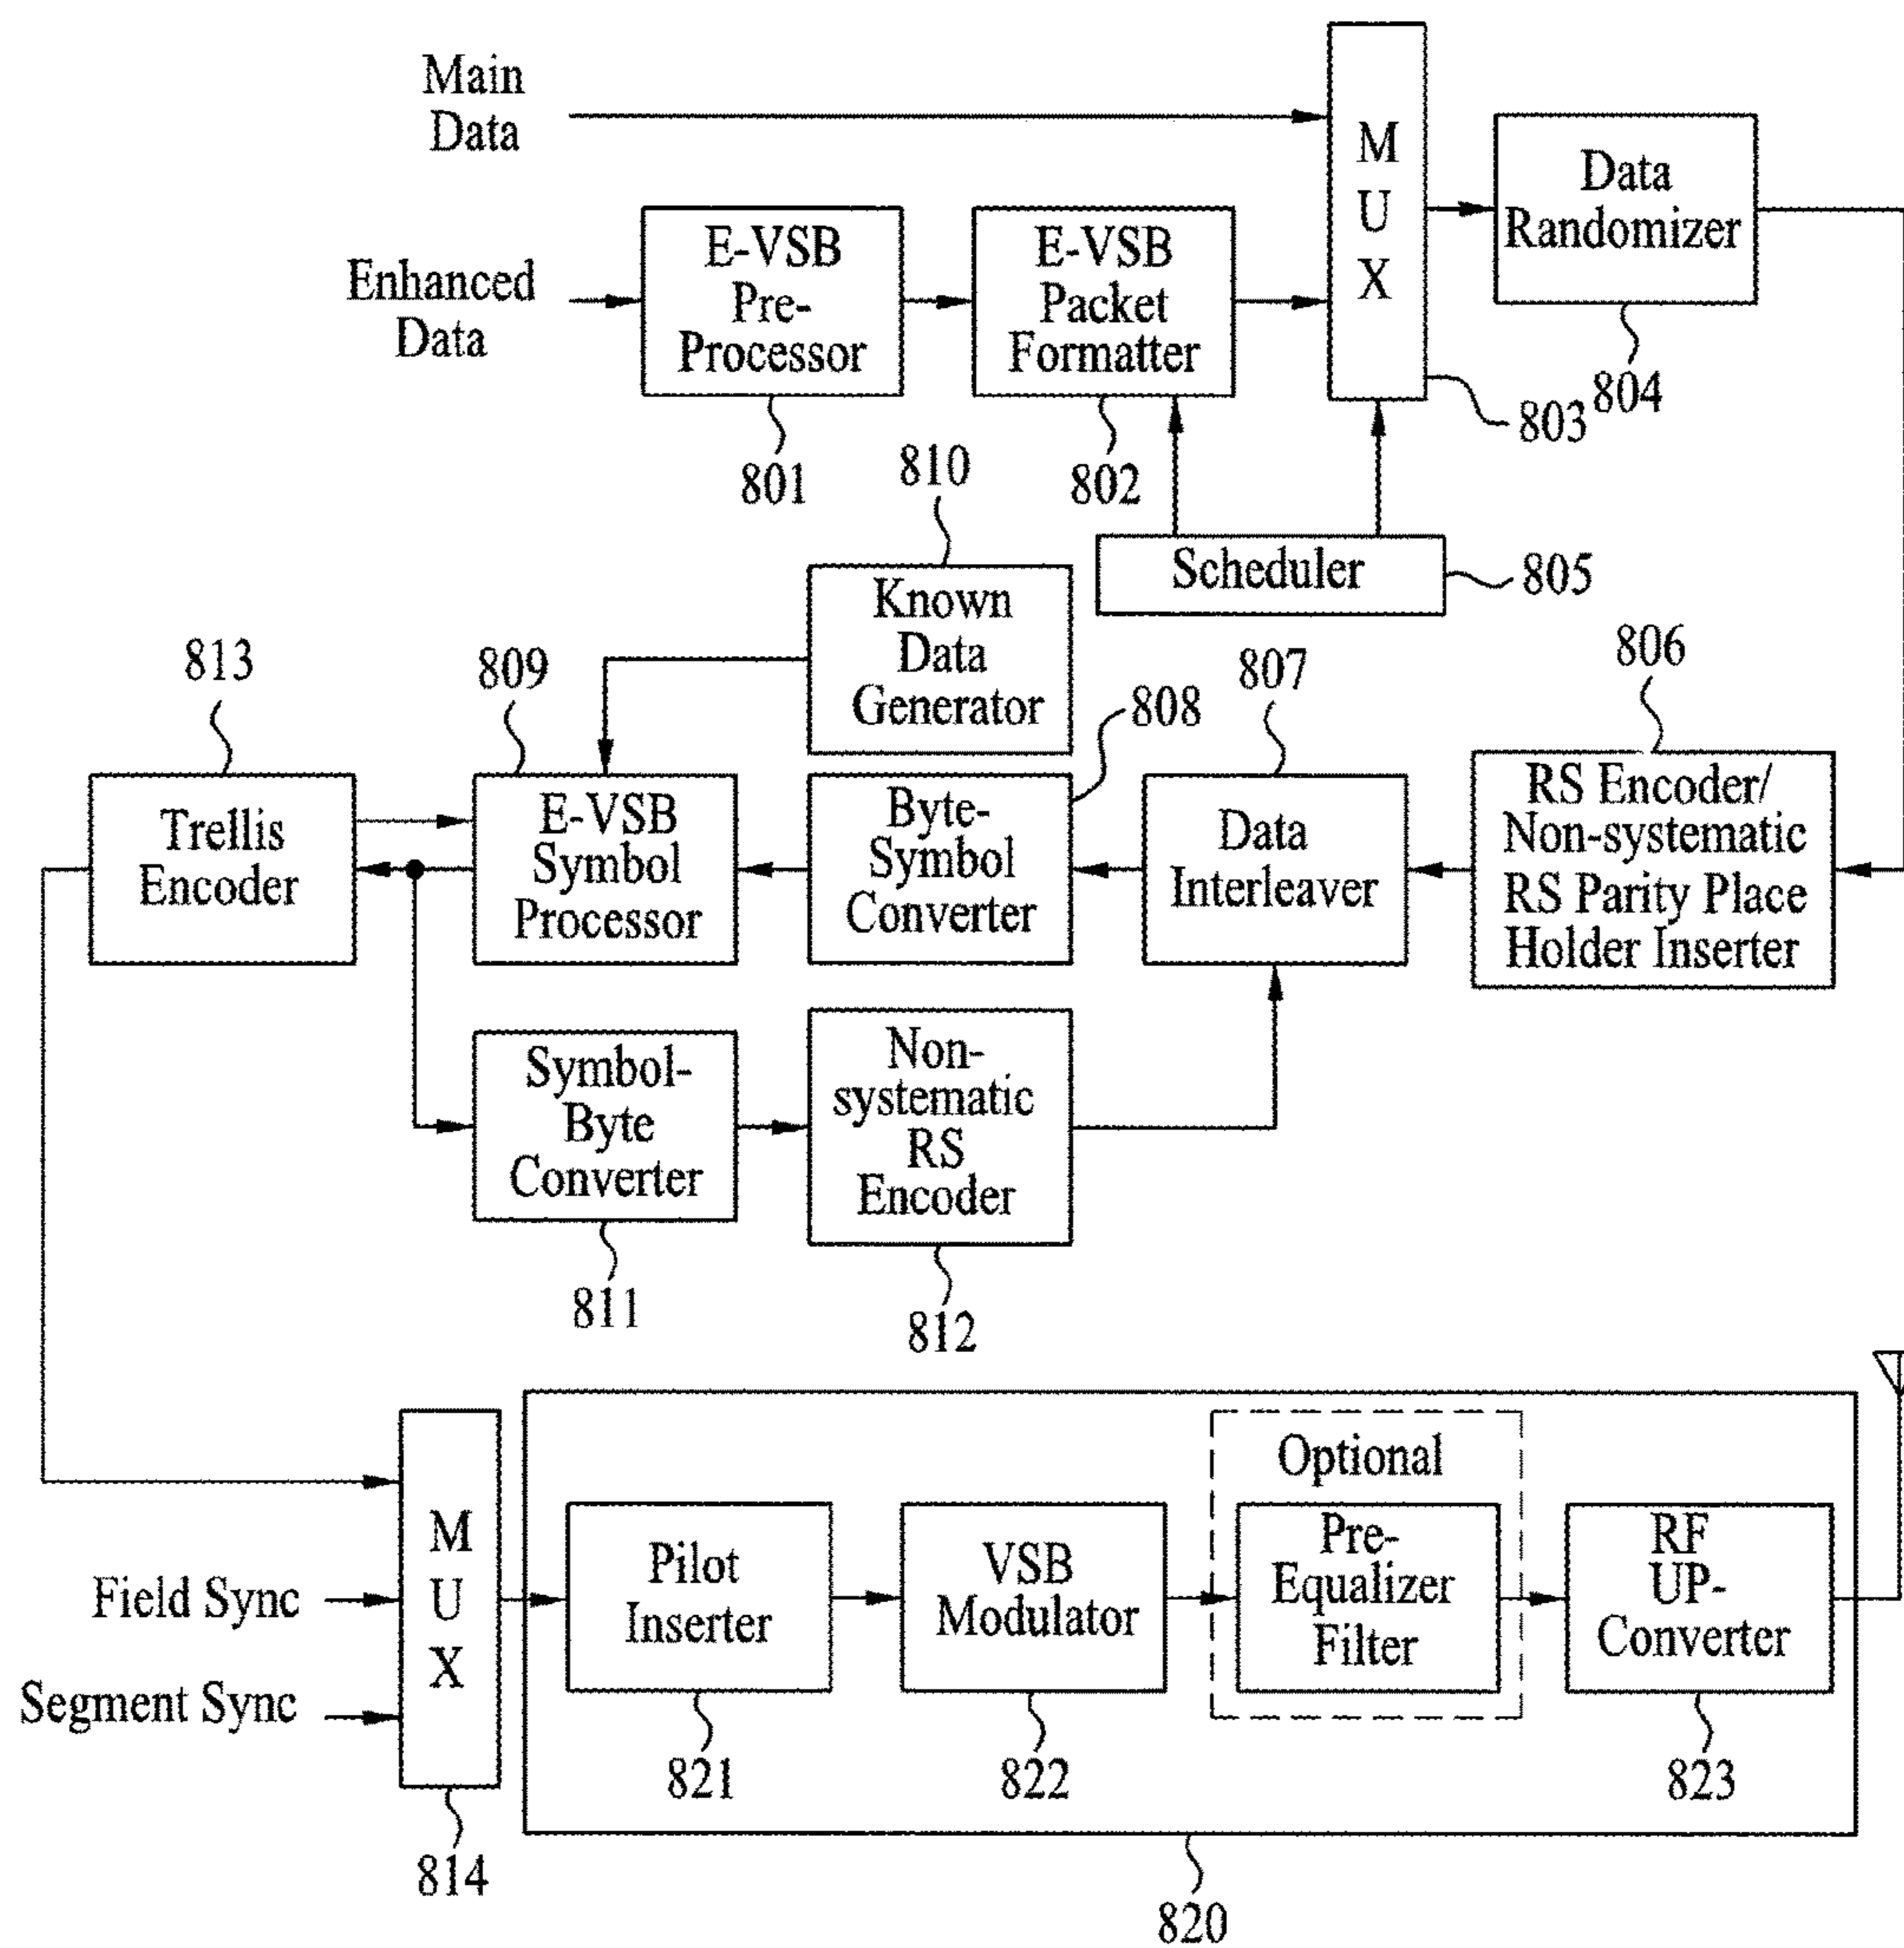 Main
Data
Enhanced
Data
E-VSB
Pre-
Processor
801
E-VSB
Packet
Formatter
802
M
U
X
803
Data
Randomizer
804
Scheduler
805
810
Known
Data
Generator
813
Trellis
Encoder
809
E-VSB
Symbol
Processor
808
Byte-
Symbol
Converter
807
Data
Interleaver
806
RS Encoder/
Non-systematic
RS Parity Place
Holder Inserter
Symbol-
Byte
Converter
811
Non-
systematic
RS
Encoder
812
Field Sync
Segment Sync
M
U
X
814
Pilot
Inserter
821
VSB
Modulator
822
Optional
Pre-
Equalizer
Filter
RF
UP-
Converter
823
820